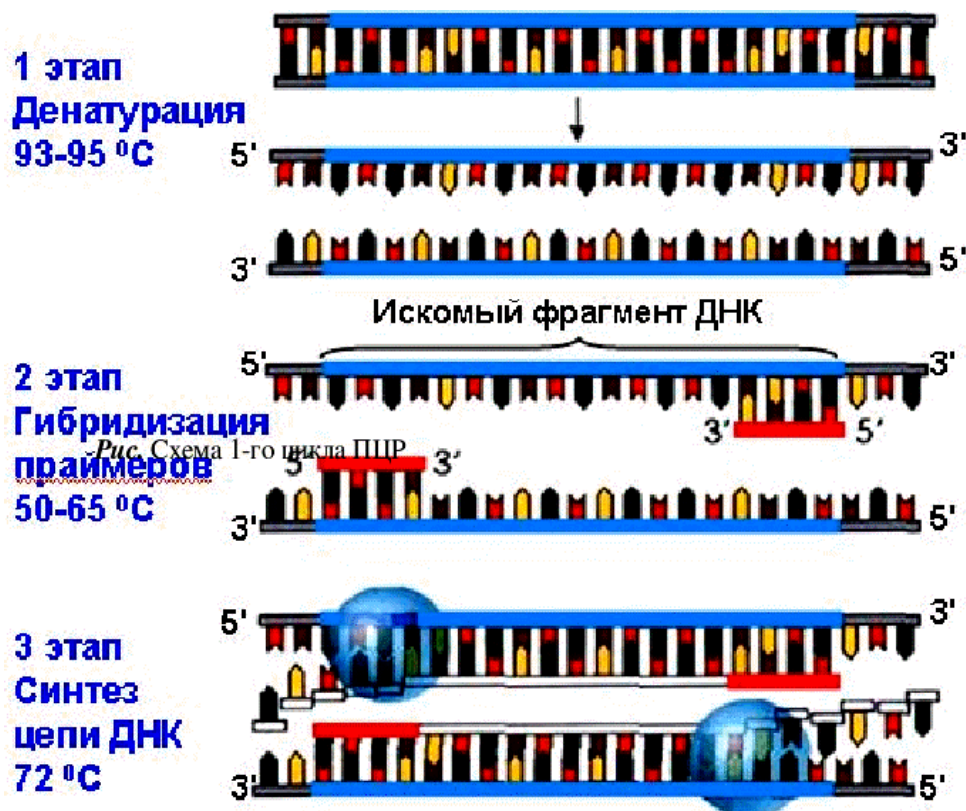 1 этап
Денатурация
93-95 ⁰C
5'
3'
3'
5'
Искомый фрагмент ДНК
2 этап
Гибридизация
праймеров
50-65 ⁰C
5'
3'
3'
5'
Рис. Схема 1-го цикла ПЦР
5'
3'
3'
5'
3 этап
Синтез
цепи ДНК
72 ⁰C
5'
3'
3'
5'